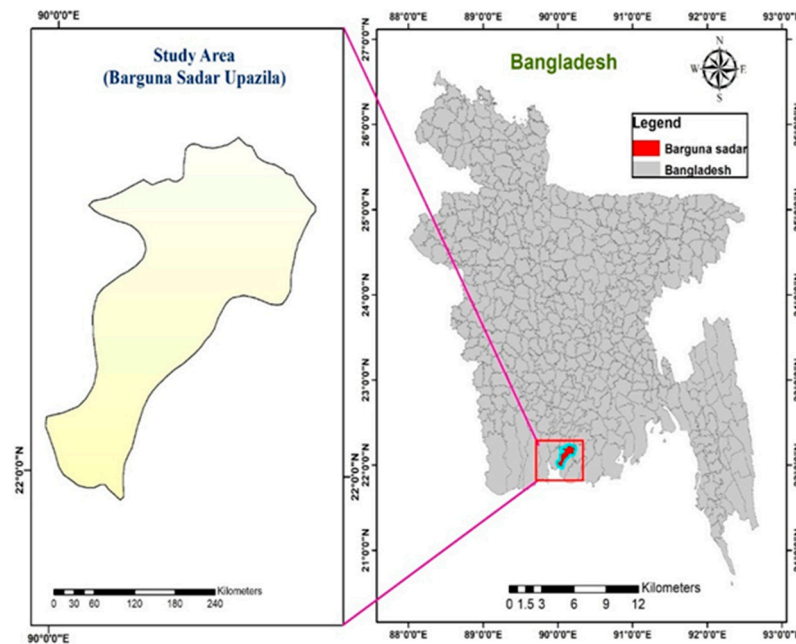 90°0'0"E
Study Area
(Barguna Sadar Upazila)
22°0'0"N
22°0'0"N
0 30 60 120 180 240 Kilometers
90°0'0"E
88°0'0"E 89°0'0"E 90°0'0"E 91°0'0"E 92°0'0"E 93°0'0"E
Bangladesh
N
W E
S
Legend
Barguna sadar
Bangladesh
27°0'0"N
26°0'0"N
25°0'0"N
24°0'0"N
23°0'0"N
22°0'0"N
21°0'0"N
0 1.5 3 6 9 12 Kilometers
88°0'0"E 89°0'0"E 90°0'0"E 91°0'0"E 92°0'0"E 93°0'0"E